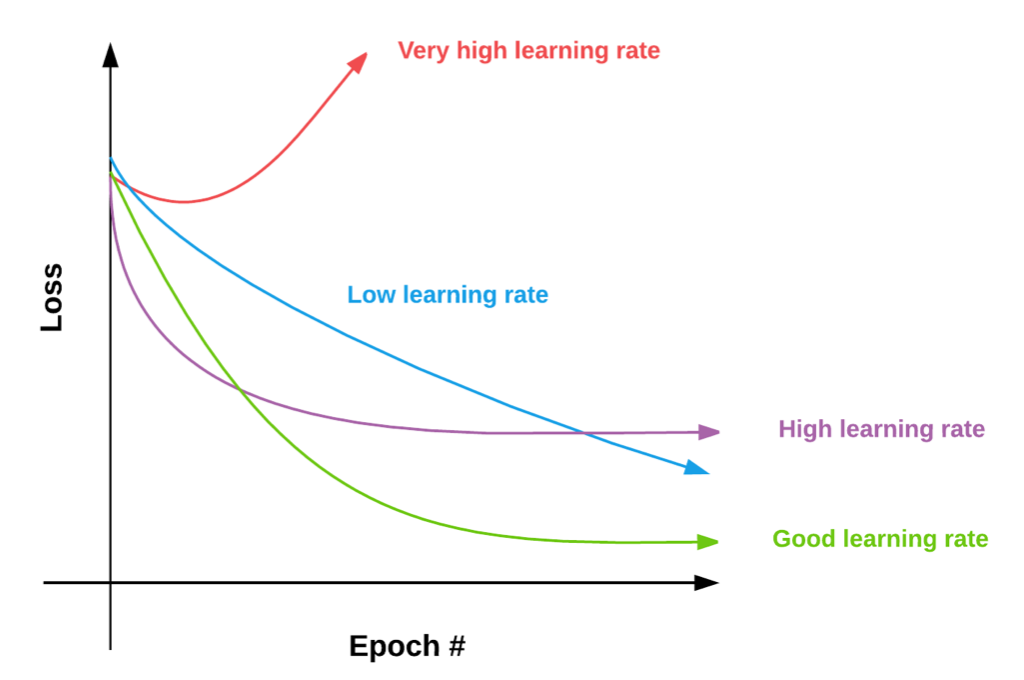 Very high learning rate
Loss
Low learning rate
High learning rate
Good learning rate
Epoch #